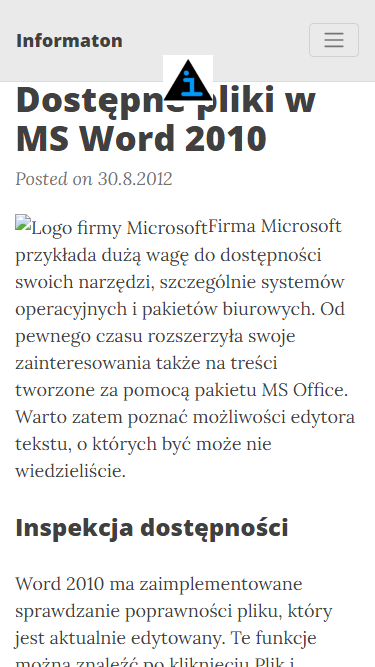 Informaton
Dostępne pliki w
MS Word 2010
Posted on 30.8.2012
Logo firmy MicrosoftFirma Microsoft
przykłada dużą wagę do dostępności
swoich narzędzi, szczególnie systemów
operacyjnych i pakietów biurowych. Od
pewnego czasu rozszerzyła swoje
zainteresowania także na treści
tworzone za pomocą pakietu MS Office.
Warto zatem poznać możliwości edytora
tekstu, o których być może nie
wiedzieliście.
Inspekcja dostępności
Word 2010 ma zaimplementowane
sprawdzanie poprawności pliku, który
jest aktualnie edytowany. Te funkcje
można znaleźć po kliknięciu Plik i